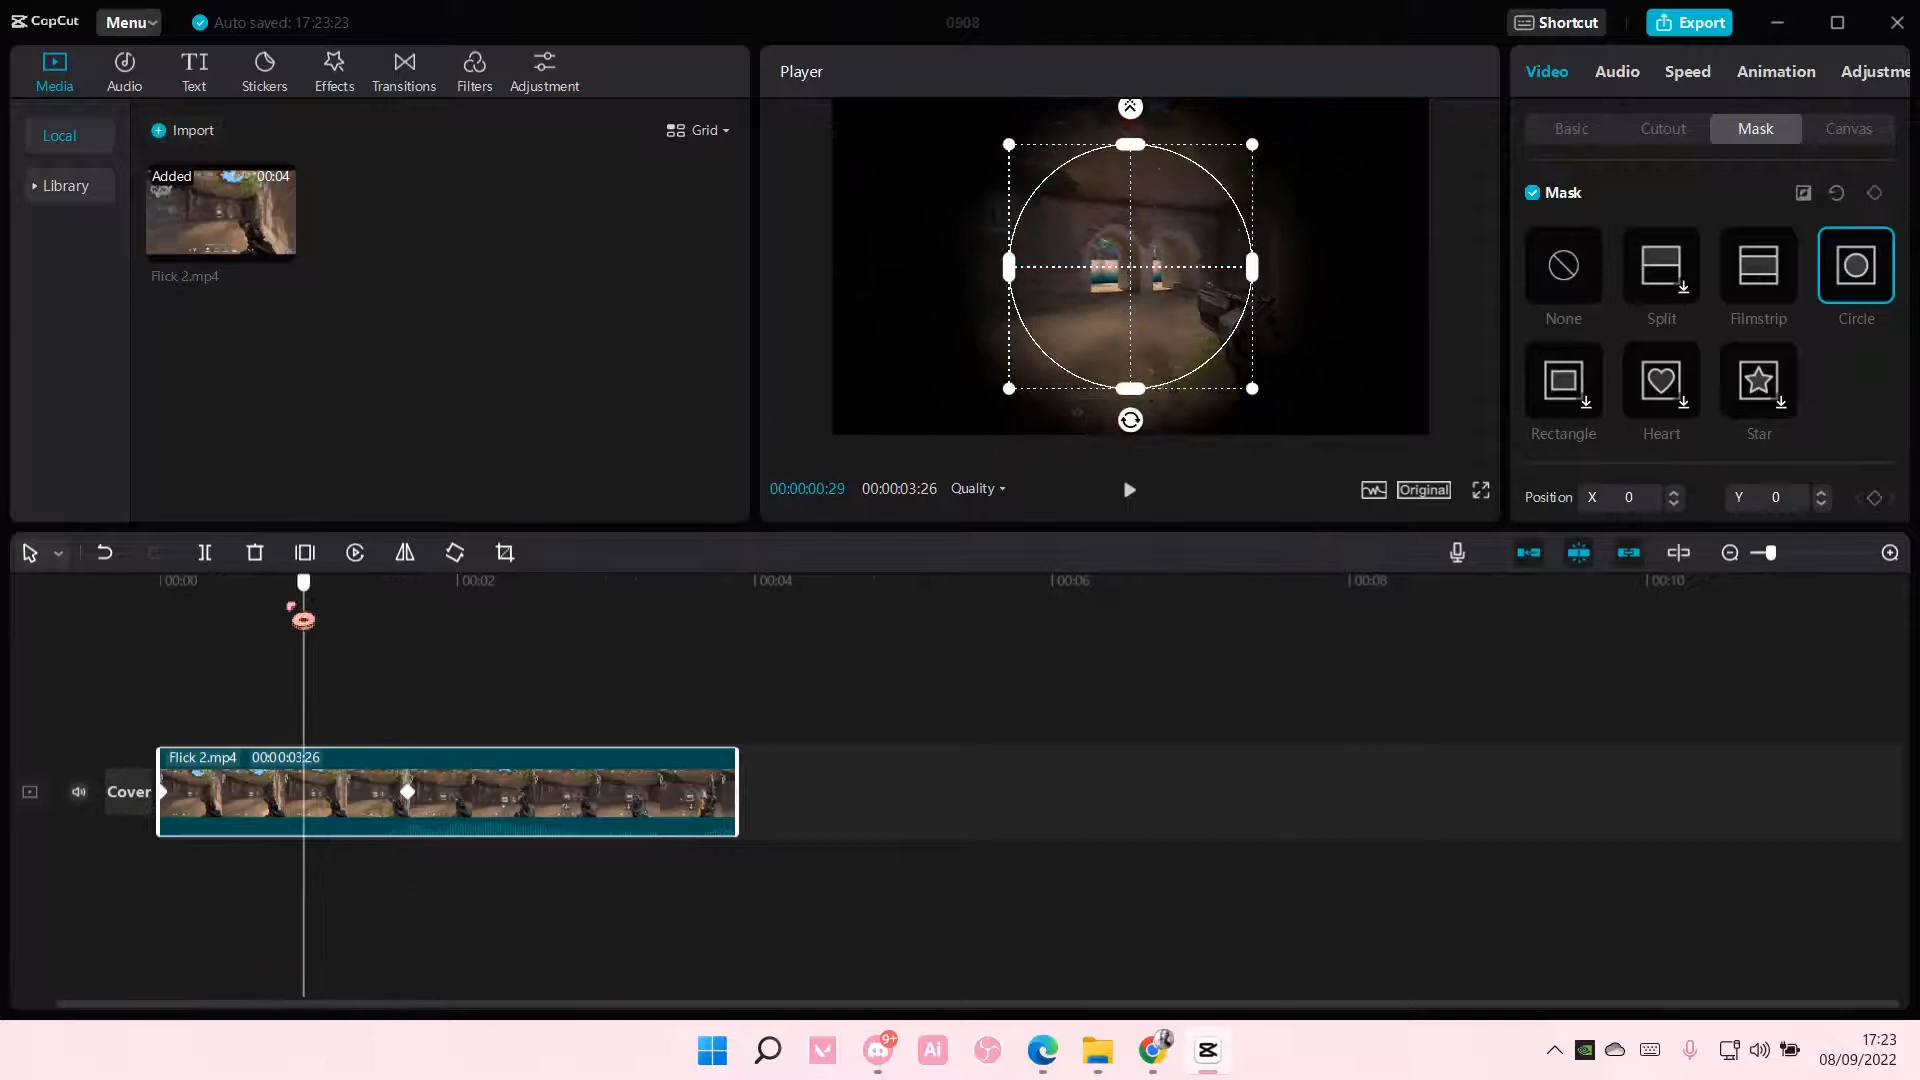 CapCut
Menu
Auto saved: 17:23:23
0908
Shortcut
Export
Media
Audio
Text
Stickers
Effects
Transitions
Filters
Adjustment
Player
Video
Audio
Speed
Animation
Adjustme
Local
Library
Import
Grid
Added
00:04
Flick 2.mp4
Basic
Cutout
Mask
Canvas
Mask
None
Split
Filmstrip
Circle
Rectangle
Heart
Star
Position X 0 Y 0
00:00:00:29 00:00:03:26 Quality
Original
00:00
00:02
00:04
00:06
00:08
00:10
Flick 2.mp4 00:00:03:26
Cover
9+
Ai
17:23
08/09/2022